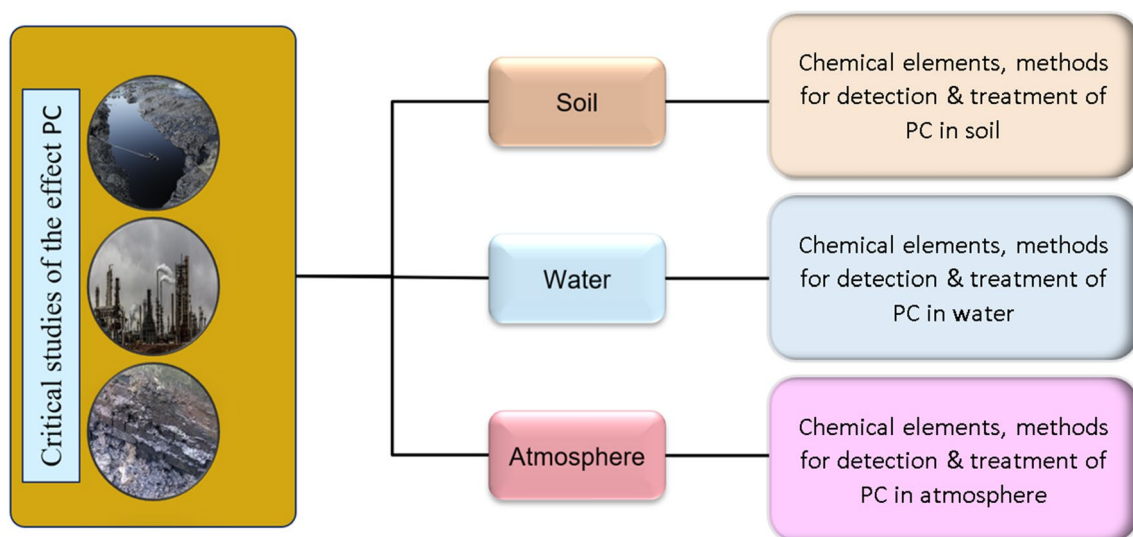 Critical studies of the effect PC
Soil
Chemical elements, methods
for detection & treatment of
PC in soil
Water
Chemical elements, methods
for detection & treatment of
PC in water
Atmosphere
Chemical elements, methods
for detection & treatment of
PC in atmosphere